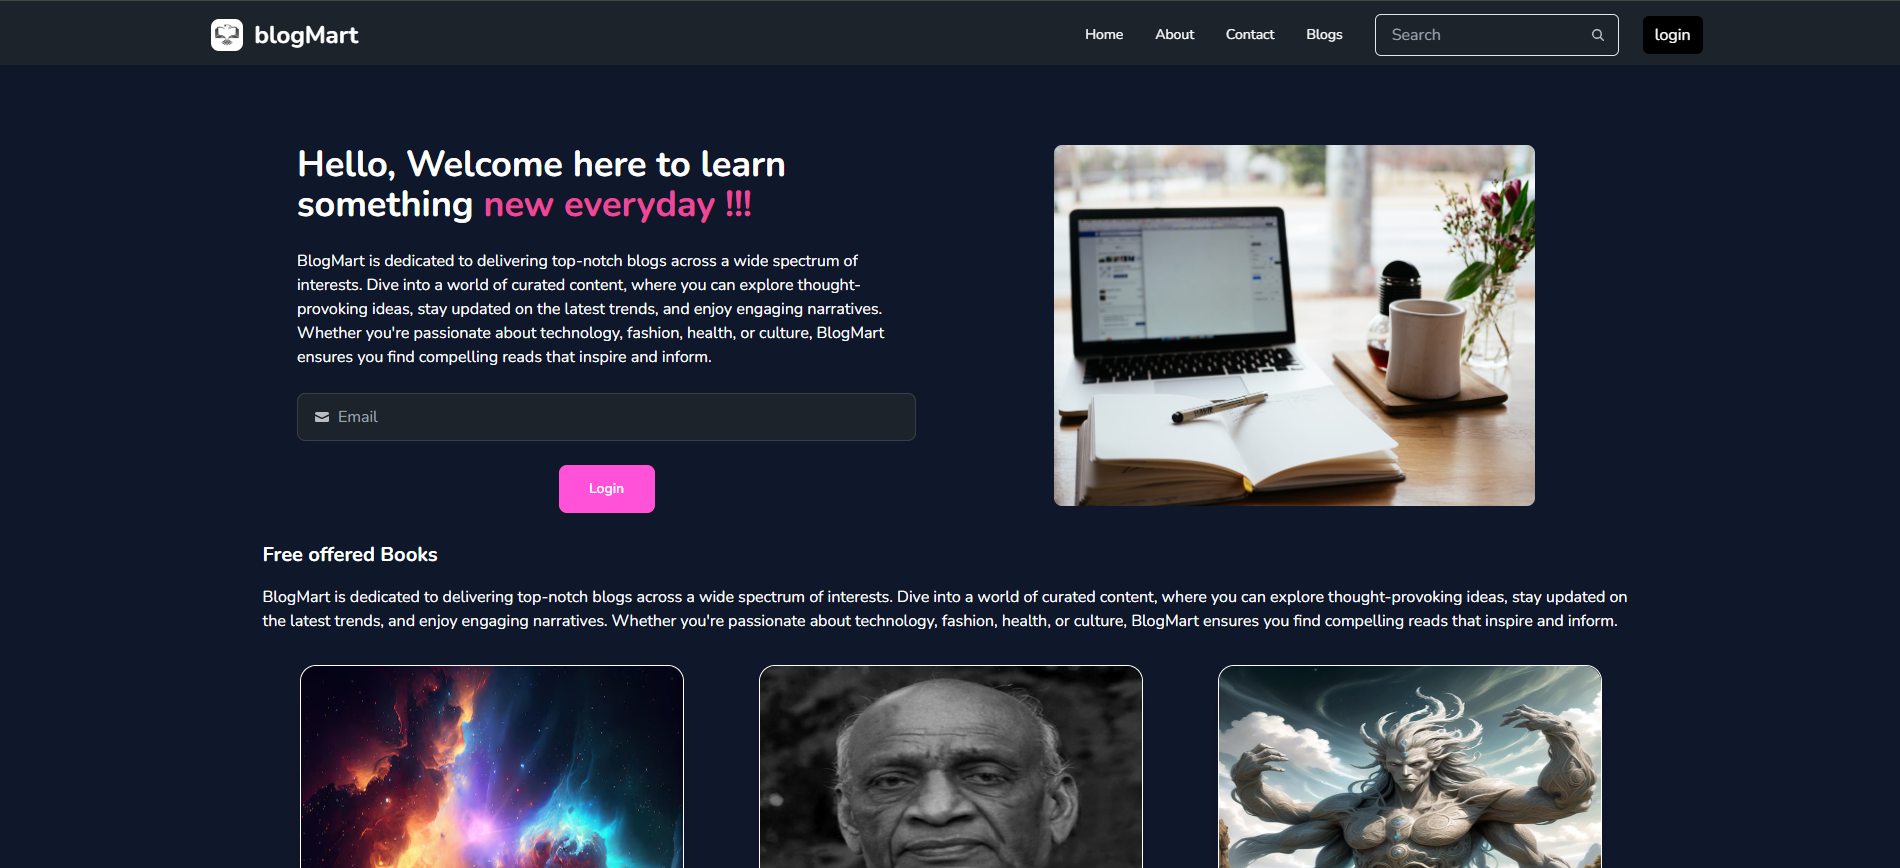 blogMart
Home
About
Contact
Blogs
Search
login
Hello, Welcome here to learn
something new everyday !!!
BlogMart is dedicated to delivering top-notch blogs across a wide spectrum of
interests. Dive into a world of curated content, where you can explore thought-
provoking ideas, stay updated on the latest trends, and enjoy engaging narratives.
Whether you're passionate about technology, fashion, health, or culture, BlogMart
ensures you find compelling reads that inspire and inform.
Email
Login
Free offered Books
BlogMart is dedicated to delivering top-notch blogs across a wide spectrum of interests. Dive into a world of curated content, where you can explore thought-provoking ideas, stay updated on
the latest trends, and enjoy engaging narratives. Whether you're passionate about technology, fashion, health, or culture, BlogMart ensures you find compelling reads that inspire and inform.